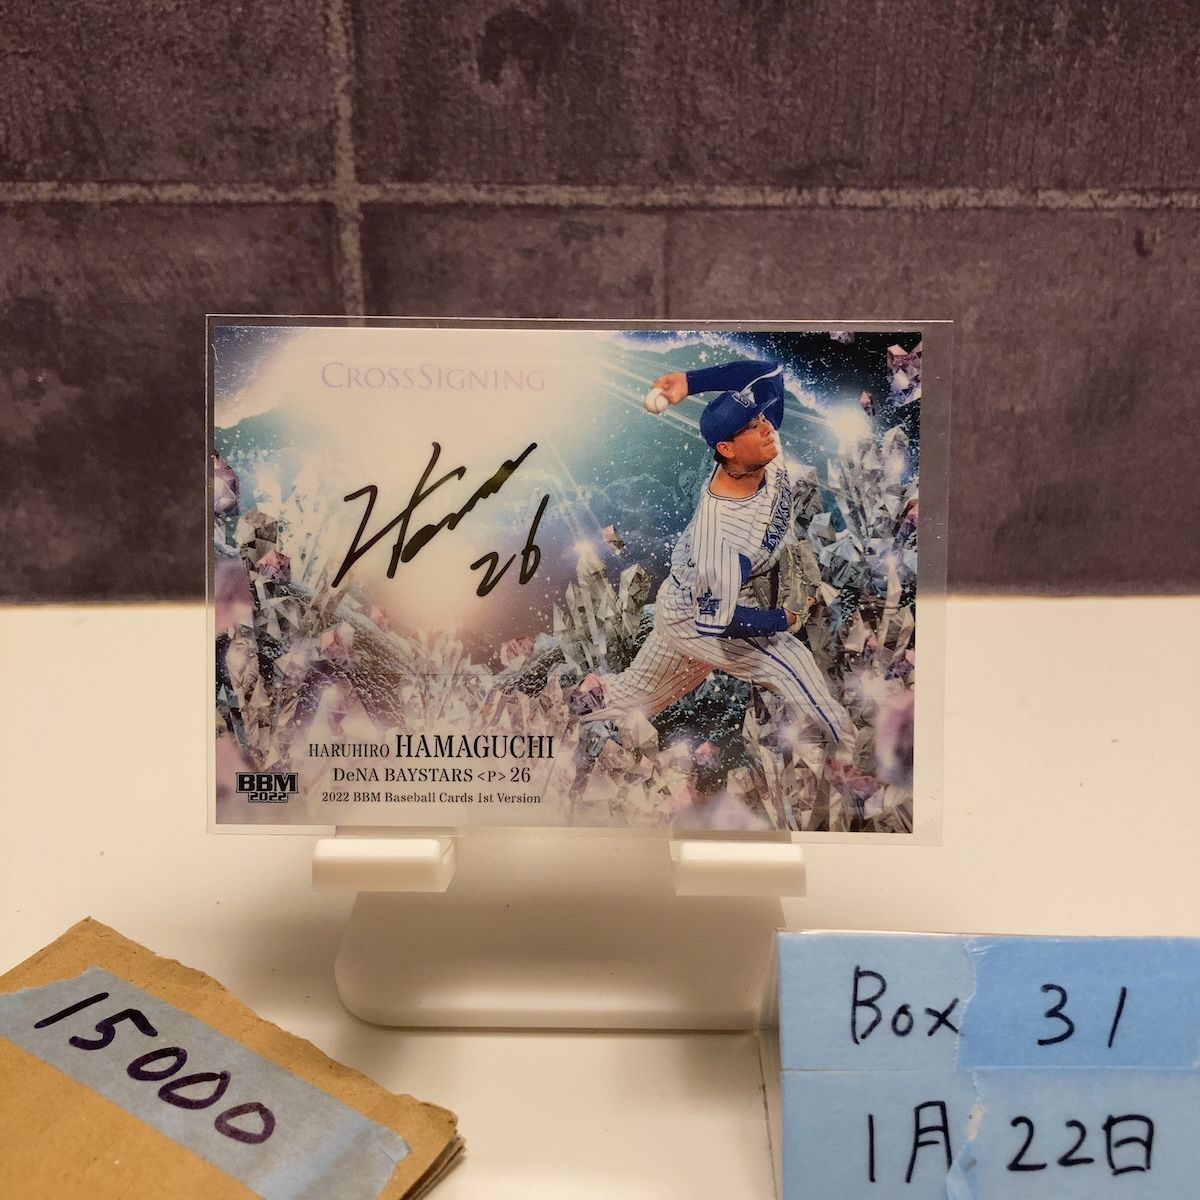 CROSSSIGNING
26
HARUHIRO HAMAGUCHI
DeNA BAYSTARS <P> 26
2022 BBM Baseball Cards 1st Version
BBM
2022
15000
Box 31
1月22日